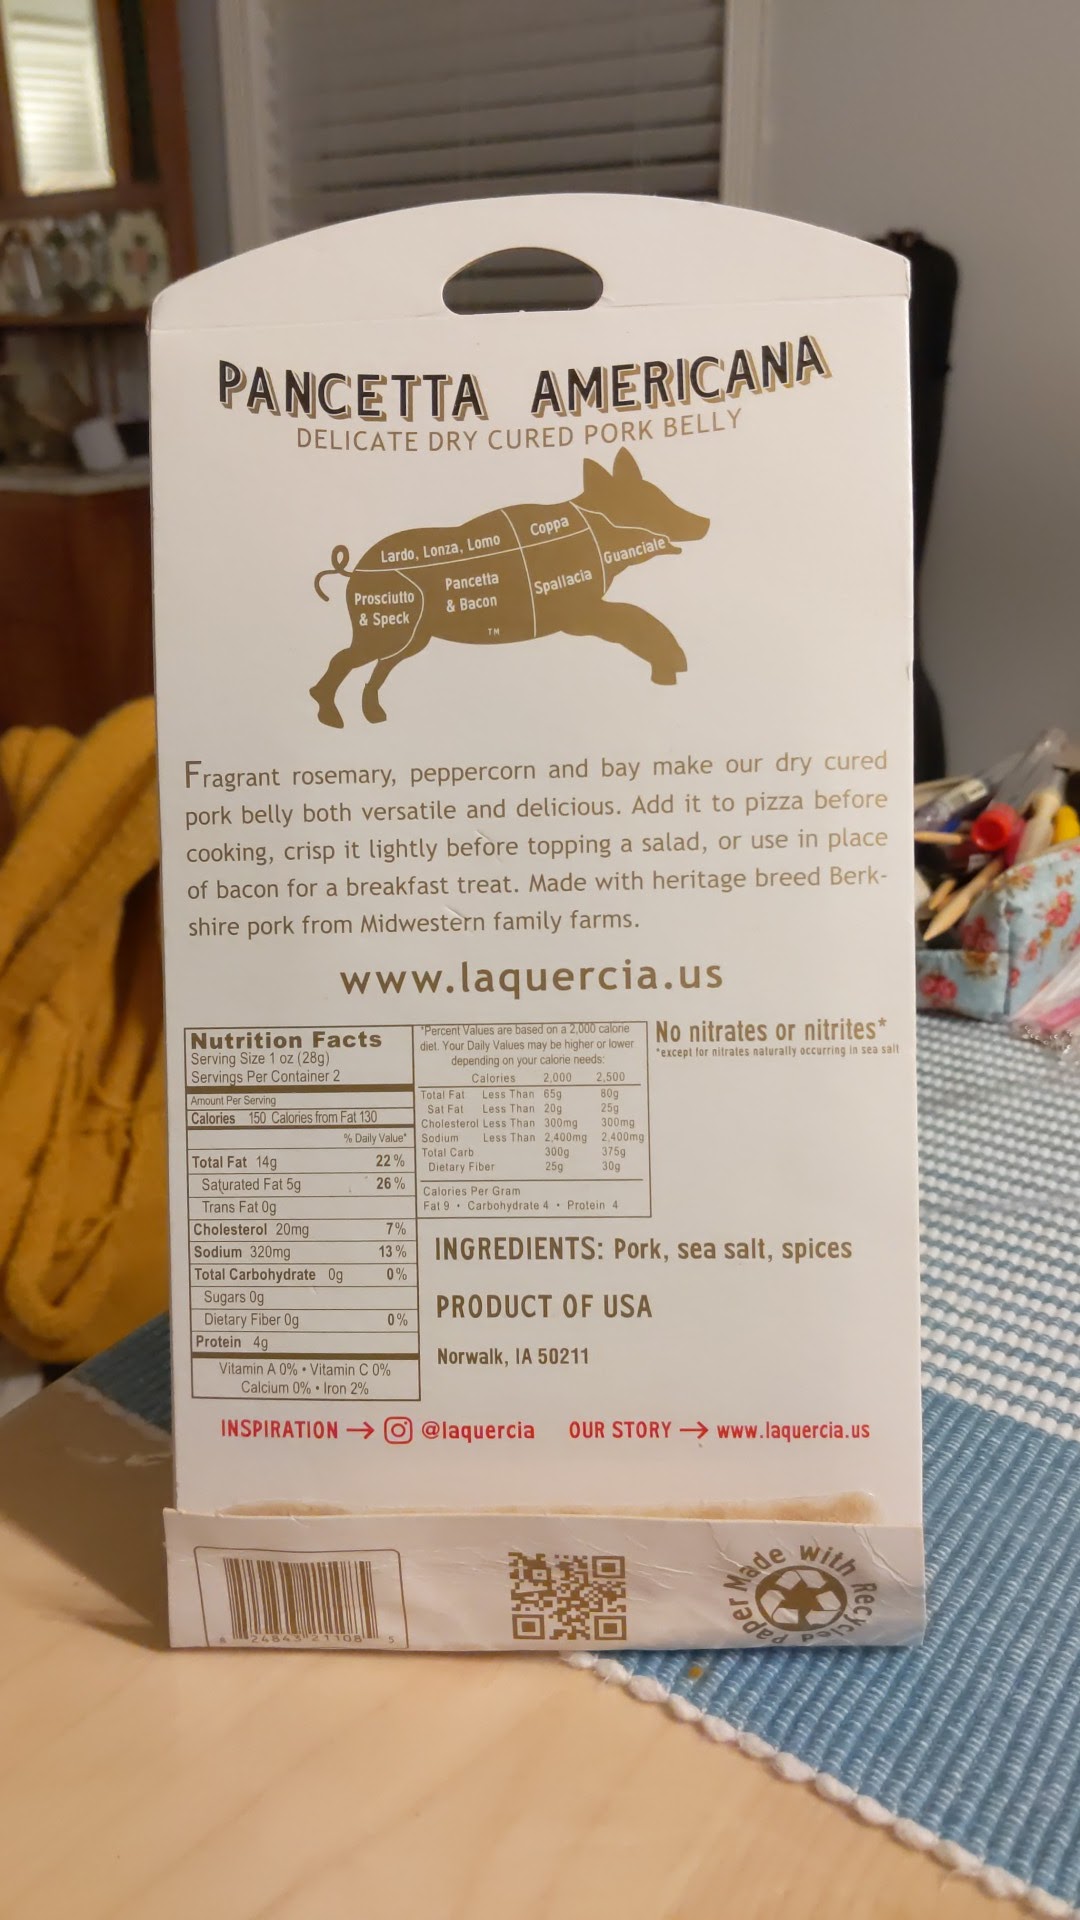 PANCETTA AMERICANA
DELICATE DRY CURED PORK BELLY
Lardo, Lonza, Lomo
Coppa
Guanciale
Prosciutto
& Speck
Pancetta
& Bacon
Spallacia
TM
Fragrant rosemary, peppercorn and bay make our dry cured
pork belly both versatile and delicious. Add it to pizza before
cooking, crisp it lightly before topping a salad, or use in place
of bacon for a breakfast treat. Made with heritage breed Berk-
shire pork from Midwestern family farms.
www.laquercia.us
Nutrition Facts
Serving Size 1 oz (28g)
Servings Per Container 2
Amount Per Serving
Calories 150 Calories from Fat 130
% Daily Value*
Total Fat 14g 22%
Saturated Fat 5g 26%
Trans Fat 0g
Cholesterol 20mg 7%
Sodium 320mg 13%
Total Carbohydrate 0g 0%
Sugars 0g
Dietary Fiber 0g 0%
Protein 4g
Vitamin A 0% • Vitamin C 0%
Calcium 0% • Iron 2%
*Percent Values are based on a 2,000 calorie
diet. Your Daily Values may be higher or lower
depending on your calorie needs:
Calories 2,000 2,500
Total Fat Less Than 65g 80g
Sat Fat Less Than 20g 25g
Cholesterol Less Than 300mg 300mg
Sodium Less Than 2,400mg 2,400mg
Total Carb 300g 375g
Dietary Fiber 25g 30g
Calories Per Gram
Fat 9 • Carbohydrate 4 • Protein 4
No nitrates or nitrites*
*except for nitrates naturally occurring in sea salt
INGREDIENTS: Pork, sea salt, spices
PRODUCT OF USA
Norwalk, IA 50211
INSPIRATION → @laquercia OUR STORY → www.laquercia.us
24843 21108 5
Made with Recycled Paper